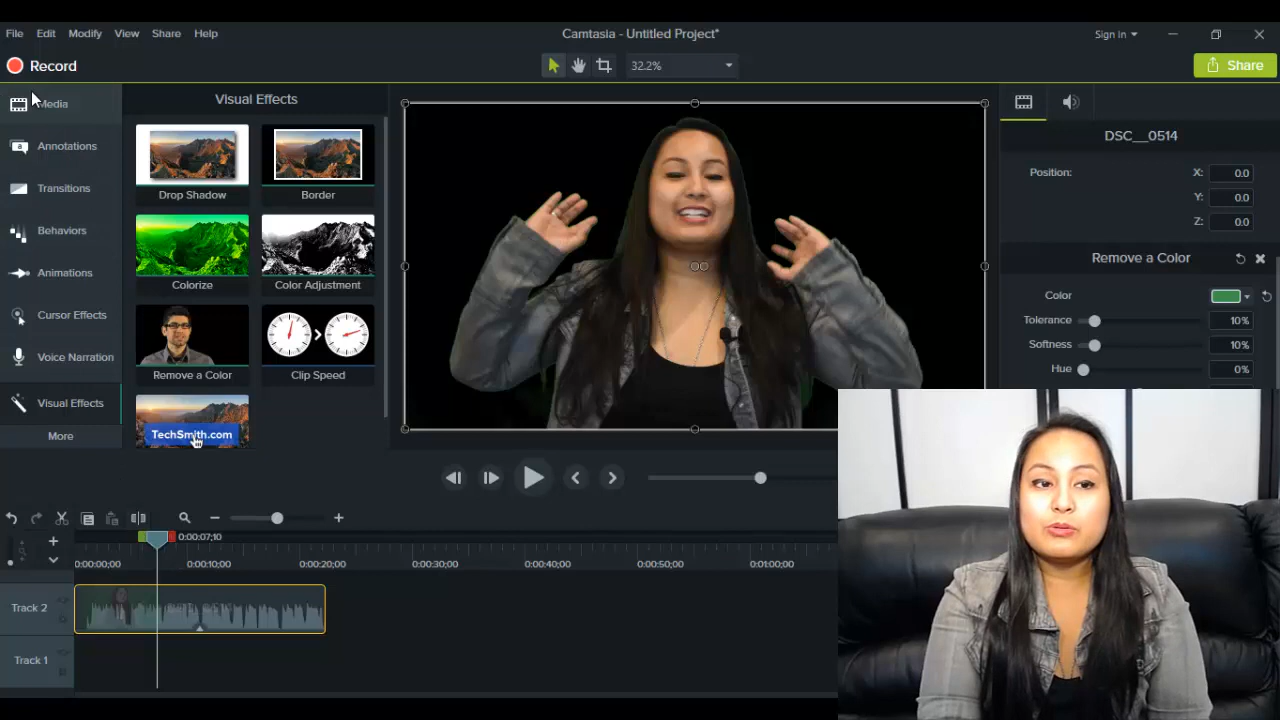 File Edit Modify View Share Help
Camtasia - Untitled Project*
Sign in
Record
32.2%
Share
Media
Annotations
Transitions
Behaviors
Animations
Cursor Effects
Voice Narration
Visual Effects
More
Visual Effects
Drop Shadow
Border
Colorize
Color Adjustment
Remove a Color
Clip Speed
TechSmith.com
DSC__0514
Position: X: 0.0
Y: 0.0
Z: 0.0
Remove a Color
Color
Tolerance 10%
Softness 10%
Hue 0%
0:00:07;10
0:00:00;00 0:00:10;00 0:00:20;00 0:00:30;00 0:00:40;00 0:00:50;00 0:01:00;00
Track 2
Track 1